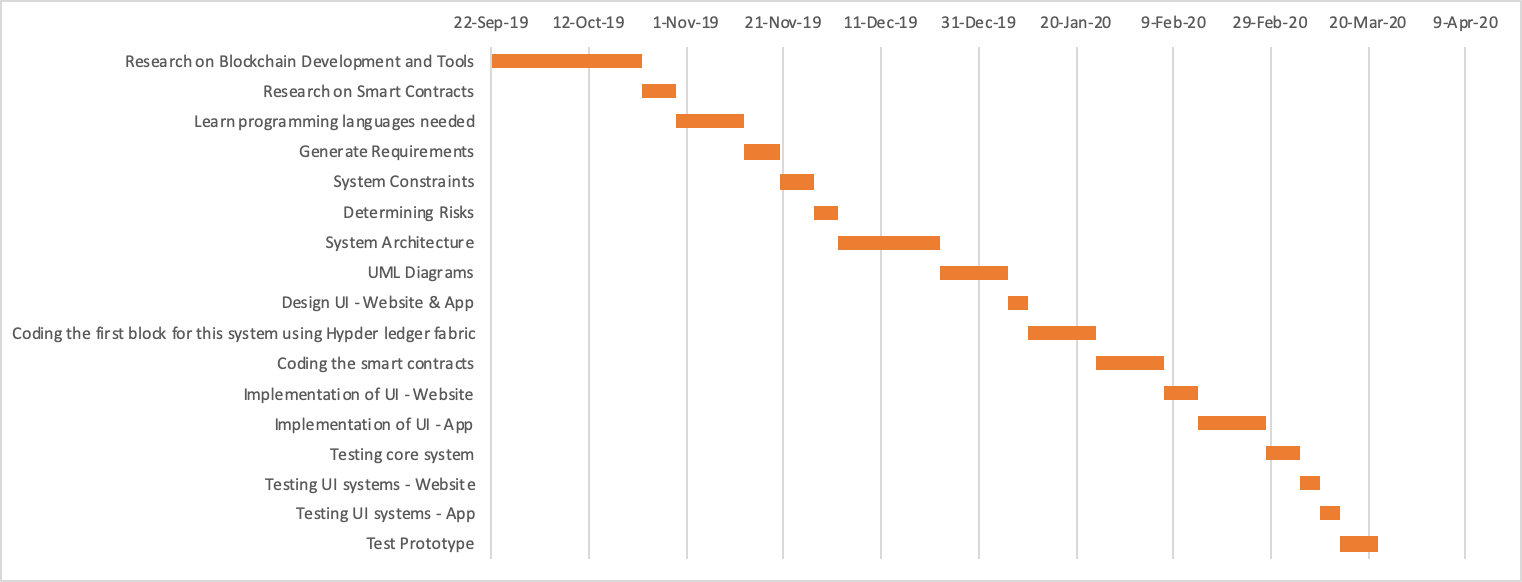 22-Sep-19 12-Oct-19 1-Nov-19 21-Nov-19 11-Dec-19 31-Dec-19 20-Jan-20 9-Feb-20 29-Feb-20 20-Mar-20 9-Apr-20
Research on Blockchain Development and Tools
Research on Smart Contracts
Learn programming languages needed
Generate Requirements
System Constraints
Determining Risks
System Architecture
UML Diagrams
Design UI - Website & App
Coding the first block for this system using Hypder ledger fabric
Coding the smart contracts
Implementation of UI - Website
Implementation of UI - App
Testing core system
Testing UI systems - Website
Testing UI systems - App
Test Prototype